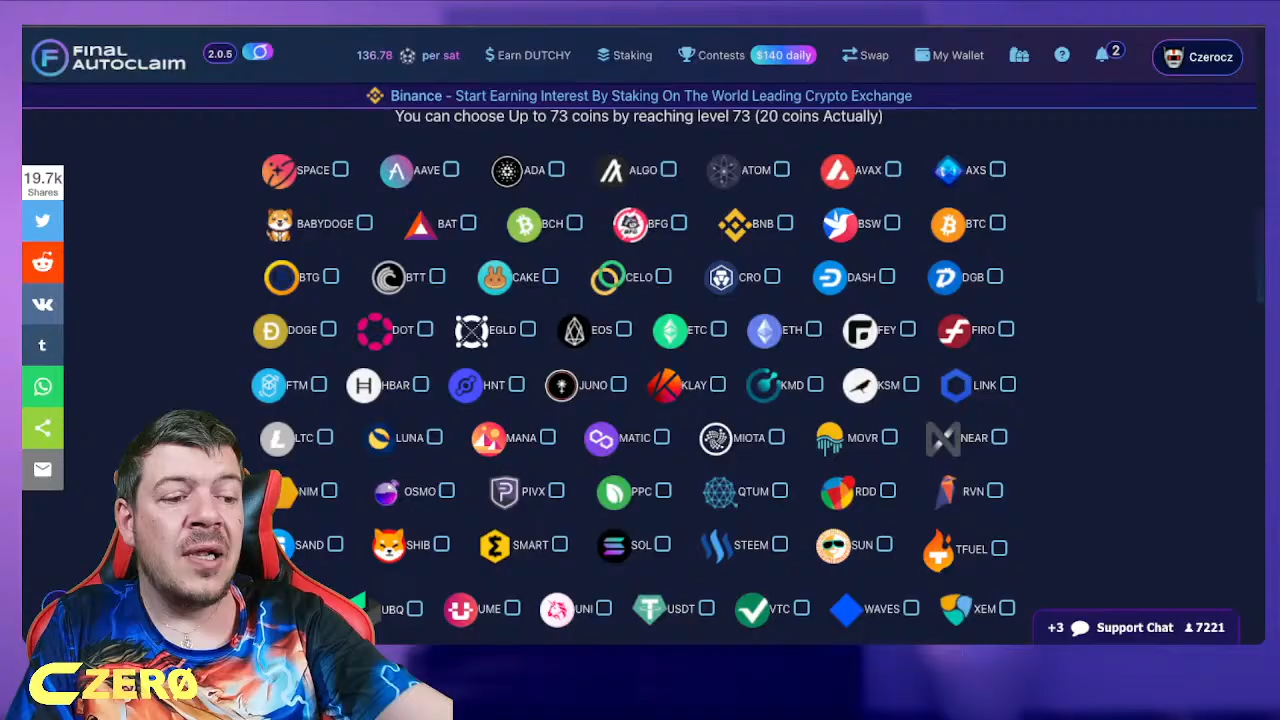 FINAL AUTOCLAIM 2.0.5 136.78 per sat Earn DUTCHY Staking Contests $140 daily Swap My Wallet 2 Czerocz
Binance - Start Earning Interest By Staking On The World Leading Crypto Exchange
You can choose Up to 73 coins by reaching level 73 (20 coins Actually)
19.7k
Shares
SPACE AAVE ADA ALGO ATOM AVAX AXS
BABYDOGE BAT BCH BFG BNB BSW BTC
BTG BTT CAKE CELO CRO DASH DGB
DOGE DOT EGLD EOS ETC ETH FEY FIRO
FTM HBAR HNT JUNO KLAY KMD KSM LINK
LTC LUNA MANA MATIC MIOTA MOVR NEAR
NIM OSMO PIVX PPC QTUM RDD RVN
SAND SHIB SMART SOL STEEM SUN TFUEL
UBQ UME UNI USDT VTC WAVES XEM
+3 Support Chat 7221
CZERO